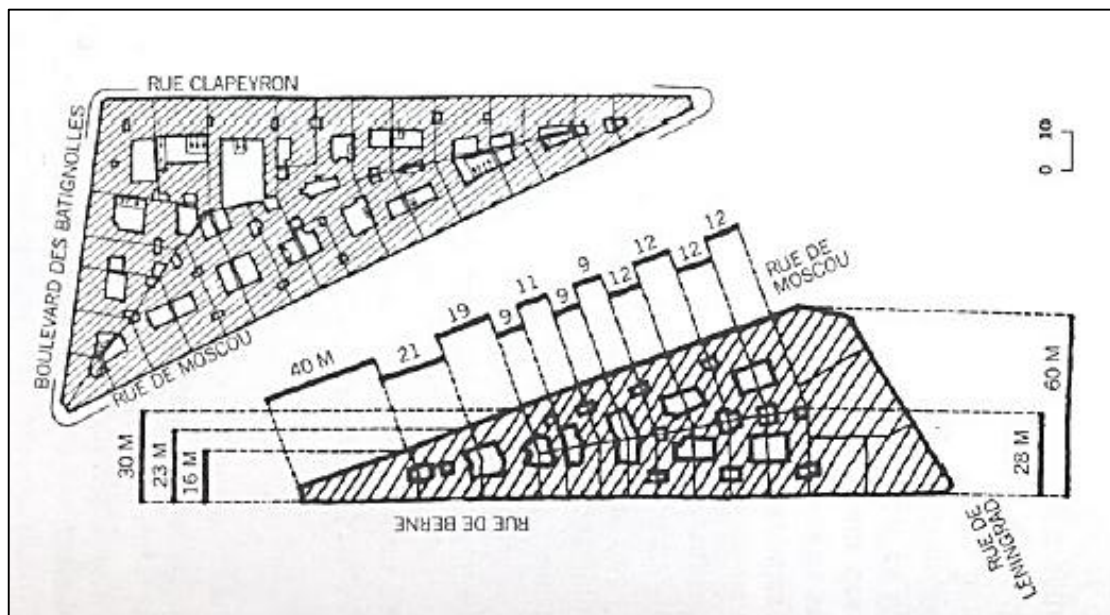 RUE CLAPEYRON
BOULEVARD DES BATIGNOLLES
RUE DE MOSCOU
0 10
40 M
21
19
9
11
9
9
12
12
12
12
RUE DE
MOSCOU
30 M
23 M
16 M
60 M
28 M
RUE DE BERNE
RUE DE
LENINGRAD